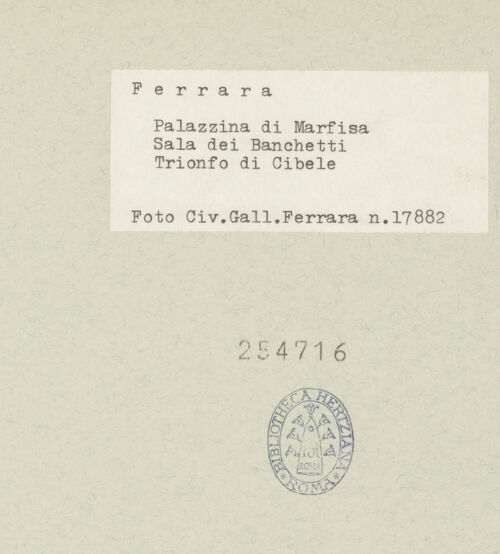 Ferrara
Palazzina di Marfisa
Sala dei Banchetti
Trionfo di Cibele
Foto Civ.Gall.Ferrara n.17882
254716
BIBLIOTHECA HERTZIANA
ROMA
ROMA